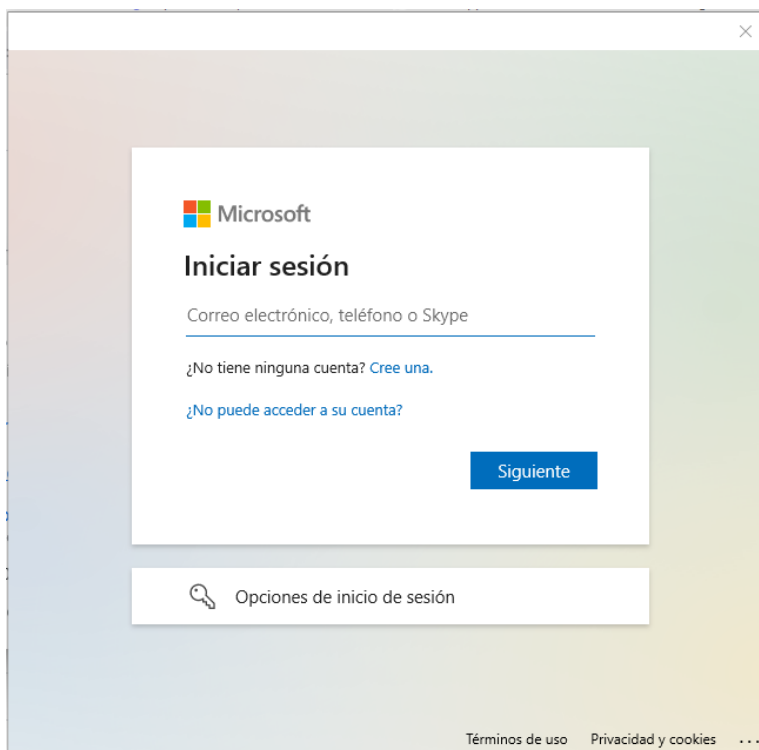 Microsoft
Iniciar sesión
Correo electrónico, teléfono o Skype
¿No tiene ninguna cuenta? Cree una.
¿No puede acceder a su cuenta?
Siguiente
Opciones de inicio de sesión
Términos de uso Privacidad y cookies ...